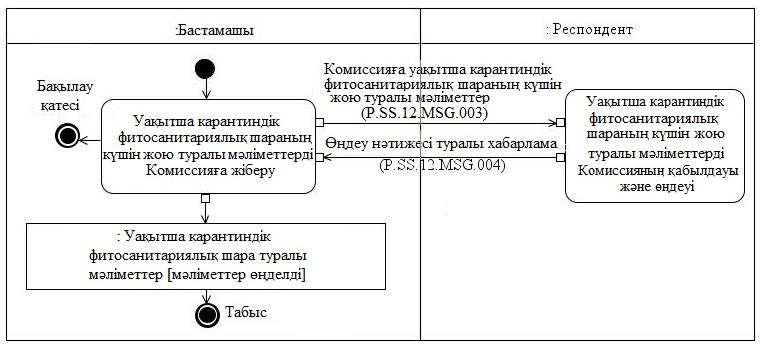 :Бастамашы
: Респондент
Бақылау
қатесі
Комиссияға уақытша карантиндік
фитосанитариялық шараның күшін
жою туралы мәліметтер
(P.SS.12.MSG.003)
Уақытша карантиндік
фитосанитариялық шараның
күшін жою туралы мәліметтерді
Комиссияға жіберу
Өңдеу нәтижесі туралы хабарлама
(P.SS.12.MSG.004)
Уақытша карантиндік
фитосанитариялық
шараның күшін жою
туралы мәліметтерді
Комиссияның қабылдауы
және өңдеуі
: Уақытша карантиндік
фитосанитариялық шара туралы
мәліметтер [мәліметтер өңделді]
Табыс